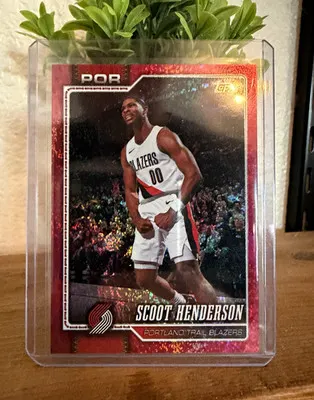 POR
BLAZERS
00
SCOOT HENDERSON
PORTLAND TRAIL BLAZERS